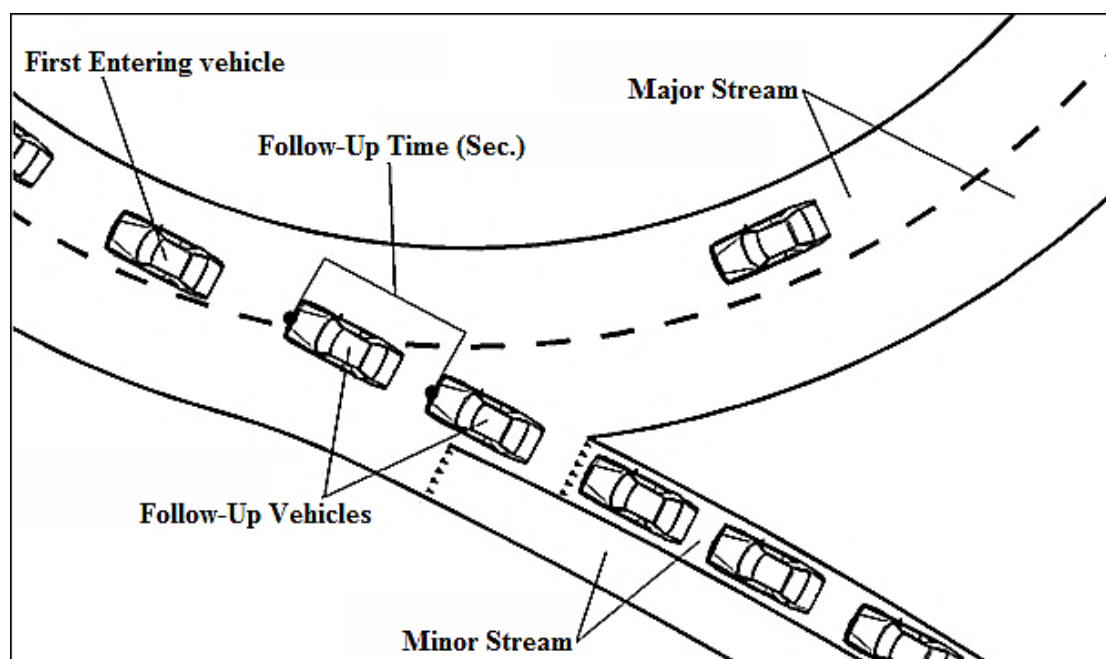 First Entering vehicle
Major Stream
Follow-Up Time (Sec.)
Follow-Up Vehicles
Minor Stream